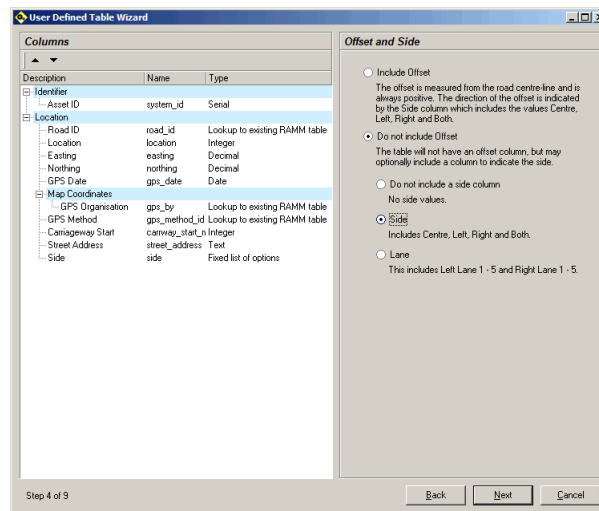 User Defined Table Wizard
Columns
Description Name Type
Identifier
Asset ID system_id Serial
Location
Road ID road_id Lookup to existing RAMM table
Location location Integer
Easting easting Decimal
Northing northing Decimal
GPS Date gps_date Date
Map Coordinates
GPS Organisation gps_by Lookup to existing RAMM table
GPS Method gps_method_id Lookup to existing RAMM table
Carriageway Start carrway_start_n Integer
Street Address street_address Text
Side side Fixed list of options
Offset and Side
Include Offset
The offset is measured from the road centre-line and is
always positive. The direction of the offset is indicated
by the Side column which includes the values Centre,
Left, Right and Both.
Do not include Offset
The table will not have an offset column, but may
optionally include a column to indicate the side.
Do not include a side column
No side values.
Side
Includes Centre, Left, Right and Both.
Lane
This includes Left Lane 1 - 5 and Right Lane 1 - 5.
Step 4 of 9
Back Next Cancel